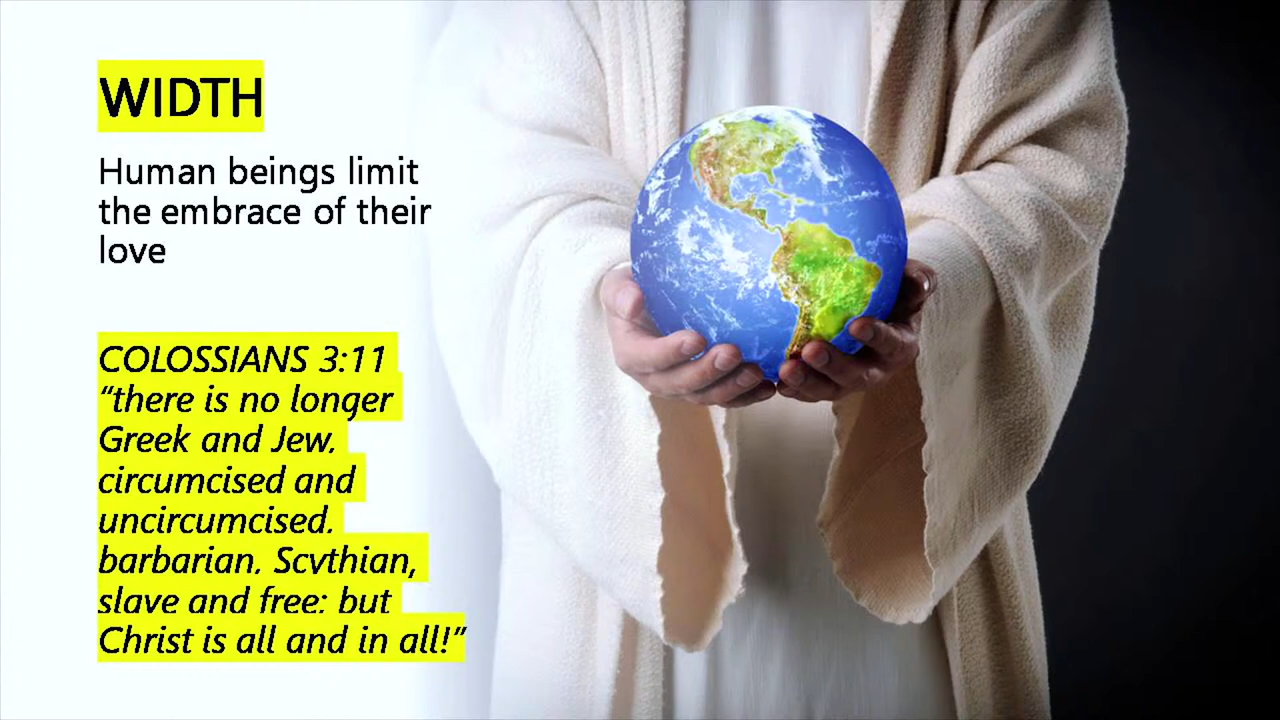 WIDTH
Human beings limit
the embrace of their
love
COLOSSIANS 3:11
“there is no longer
Greek and Jew,
circumcised and
uncircumcised,
barbarian, Scythian,
slave and free; but
Christ is all and in all!”